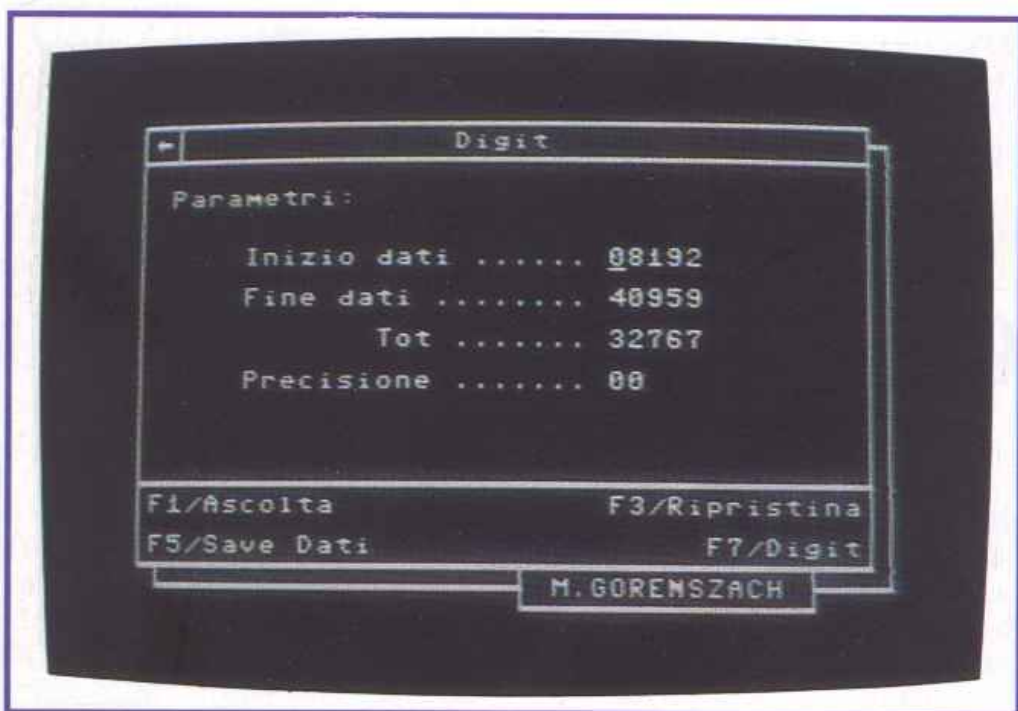 ← Digit
Parametri:
Inizio dati ...... 08192
Fine dati ........ 40959
Tot ....... 32767
Precisione ....... 00
F1/Ascolta F3/Ripristina
F5/Save Dati F7/Digit
M.GORENSZACH